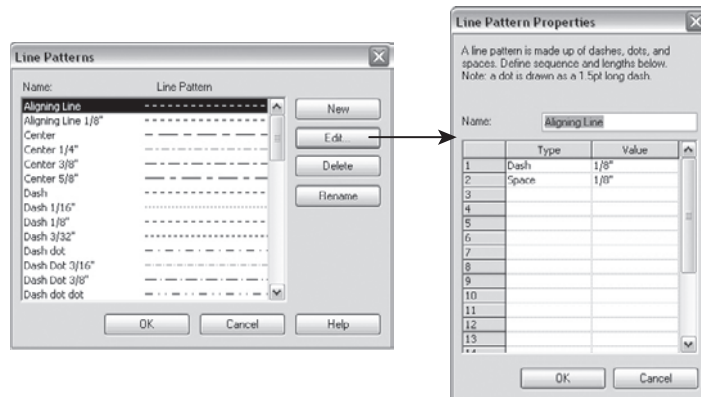 Line Patterns
Name: Line Pattern
Aligning Line
Aligning Line 1/8"
Center
Center 1/4"
Center 3/8"
Center 5/8"
Dash
Dash 1/16"
Dash 1/8"
Dash 3/32"
Dash dot
Dash Dot 3/16"
Dash Dot 3/8"
Dash dot dot
New
Edit...
Delete
Rename
OK Cancel Help
Line Pattern Properties
A line pattern is made up of dashes, dots, and
spaces. Define sequence and lengths below.
Note: a dot is drawn as a 1.5pt long dash.
Name: Aligning Line
Type Value
1 Dash 1/8"
2 Space 1/8"
3
4
5
6
7
8
9
10
11
12
13
14
OK Cancel